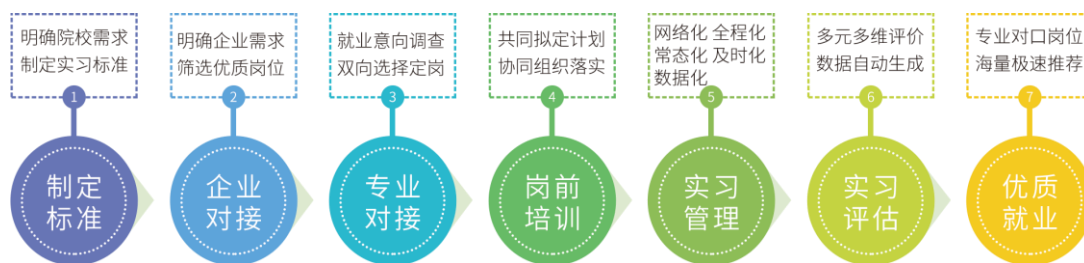 明确院校需求
制定实习标准
1
制定
标准
明确企业需求
筛选优质岗位
2
企业
对接
就业意向调查
双向选择定岗
3
专业
对接
共同拟定计划
协同组织落实
4
岗前
培训
网络化 全程化
常态化 及时化
数据化
5
实习
管理
多元多维评价
数据自动生成
6
实习
评估
专业对口岗位
海量极速推荐
7
优质
就业